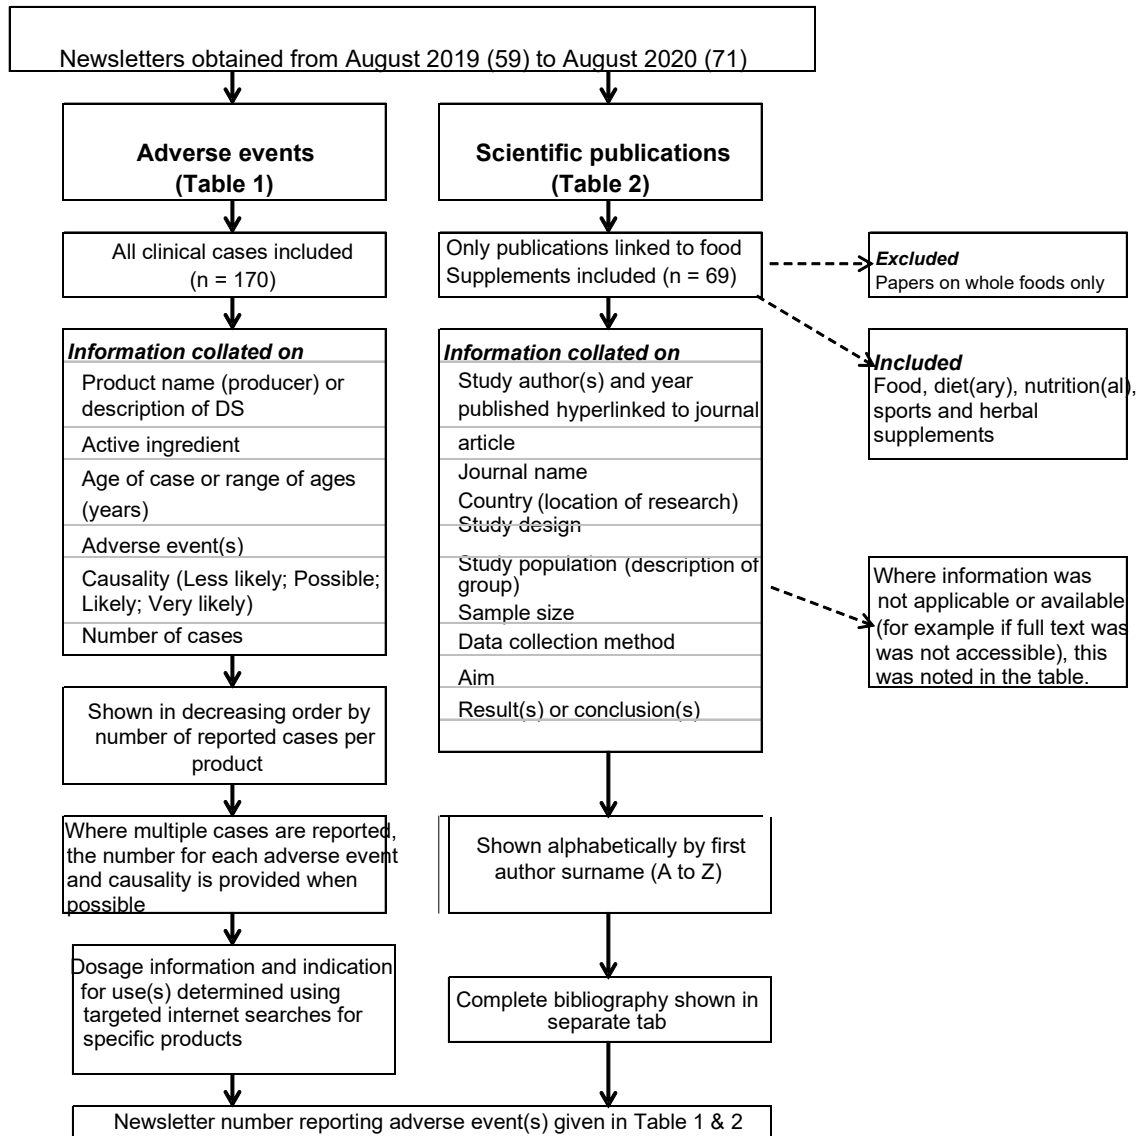 Newsletters obtained from August 2019 (59) to August 2020 (71)
Adverse events
(Table 1)
All clinical cases included
(n = 170)
Information collated on
Product name (producer) or
description of DS
Active ingredient
Age of case or range of ages
(years)
Adverse event(s)
Causality (Less likely; Possible;
Likely; Very likely)
Number of cases
Shown in decreasing order by
number of reported cases per
product
Where multiple cases are reported,
the number for each adverse event
and causality is provided when
possible
Dosage information and indication
for use(s) determined using
targeted internet searches for
specific products
Scientific publications
(Table 2)
Only publications linked to food
Supplements included (n = 69)
Excluded
Papers on whole foods only
Included
Food, diet(ary), nutrition(al),
sports and herbal
supplements
Information collated on
Study author(s) and year
published hyperlinked to journal
article
Journal name
Country (location of research)
Study design
Study population (description of
group)
Sample size
Data collection method
Aim
Result(s) or conclusion(s)
Where information was
not applicable or available
(for example if full text was
was not accessible), this
was noted in the table.
Shown alphabetically by first
author surname (A to Z)
Complete bibliography shown in
separate tab
Newsletter number reporting adverse event(s) given in Table 1 & 2